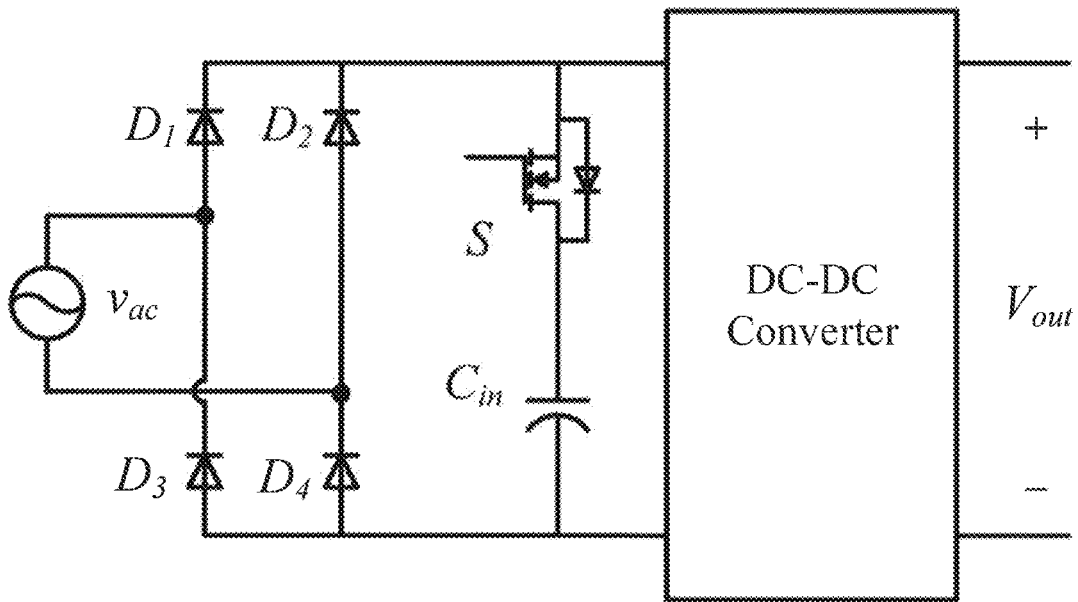 D1
D2
+
S
vac
DC-DC
Converter
Vout
Cin
D3
D4
−